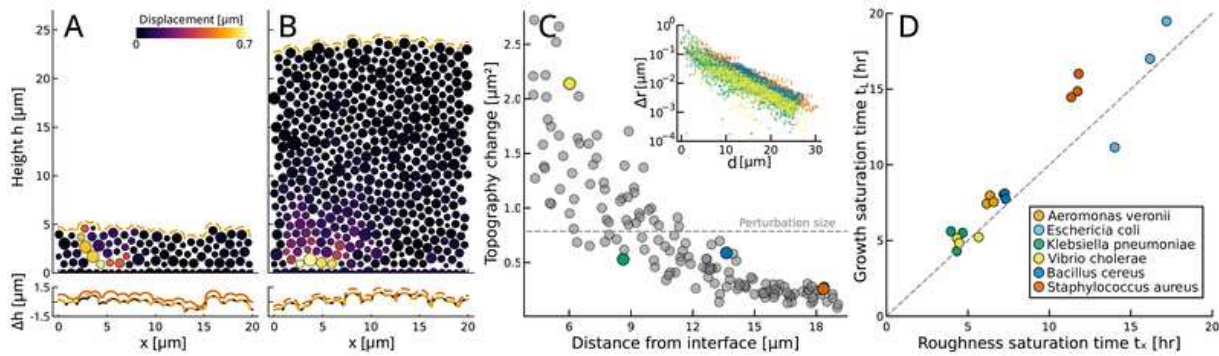 A
Displacement [μm]
0
0.7
Height h [μm]
25
20
15
10
5
0
Δh [μm]
1.5
-1.5
0 5 10 15 20
x [μm]
B
0 5 10 15 20
x [μm]
C
Topography change [μm²]
2.5
2.0
1.5
1.0
0.5
Perturbation size
6 9 12 15 18
Distance from interface [μm]
Δr [μm]
10⁰
10⁻¹
10⁻²
10⁻³
10⁻⁴
0 10 20 30
d [μm]
D
Growth saturation time t_L [hr]
20
15
10
5
0
0 5 10 15 20
Roughness saturation time tₓ [hr]
Aeromonas veronii
Eschericia coli
Klebsiella pneumoniae
Vibrio cholerae
Bacillus cereus
Staphylococcus aureus